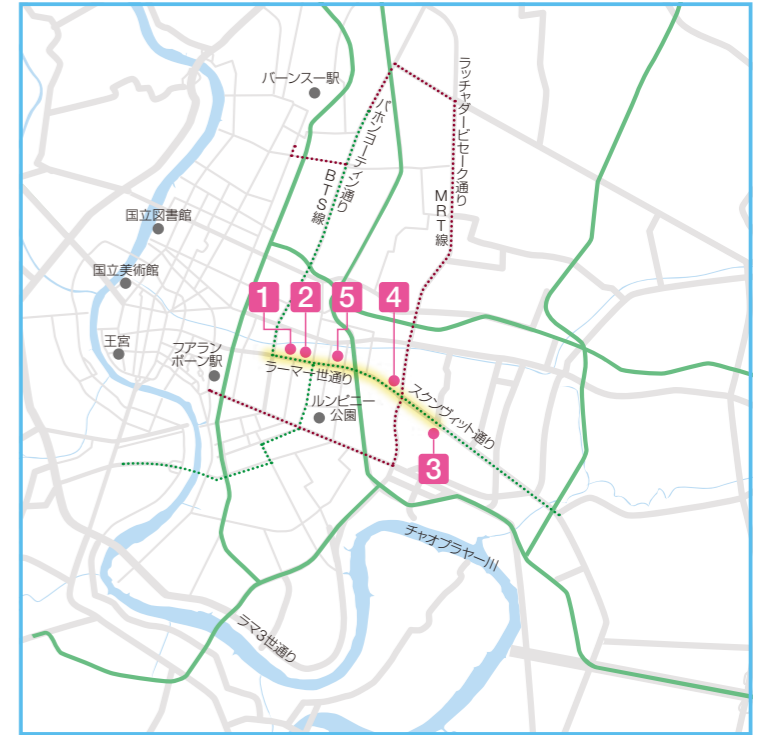 バーンスー駅
ラッチャダーピセーク通り
パホンヨーティン通り
BTS線
MRT線
国立図書館
国立美術館
1
2
5
4
王宮
フアラン
ポーン駅
ラーマ一世通り
ルンピニー
公園
スクンヴィット通り
3
チャオプラヤー川
ラマ3世通り